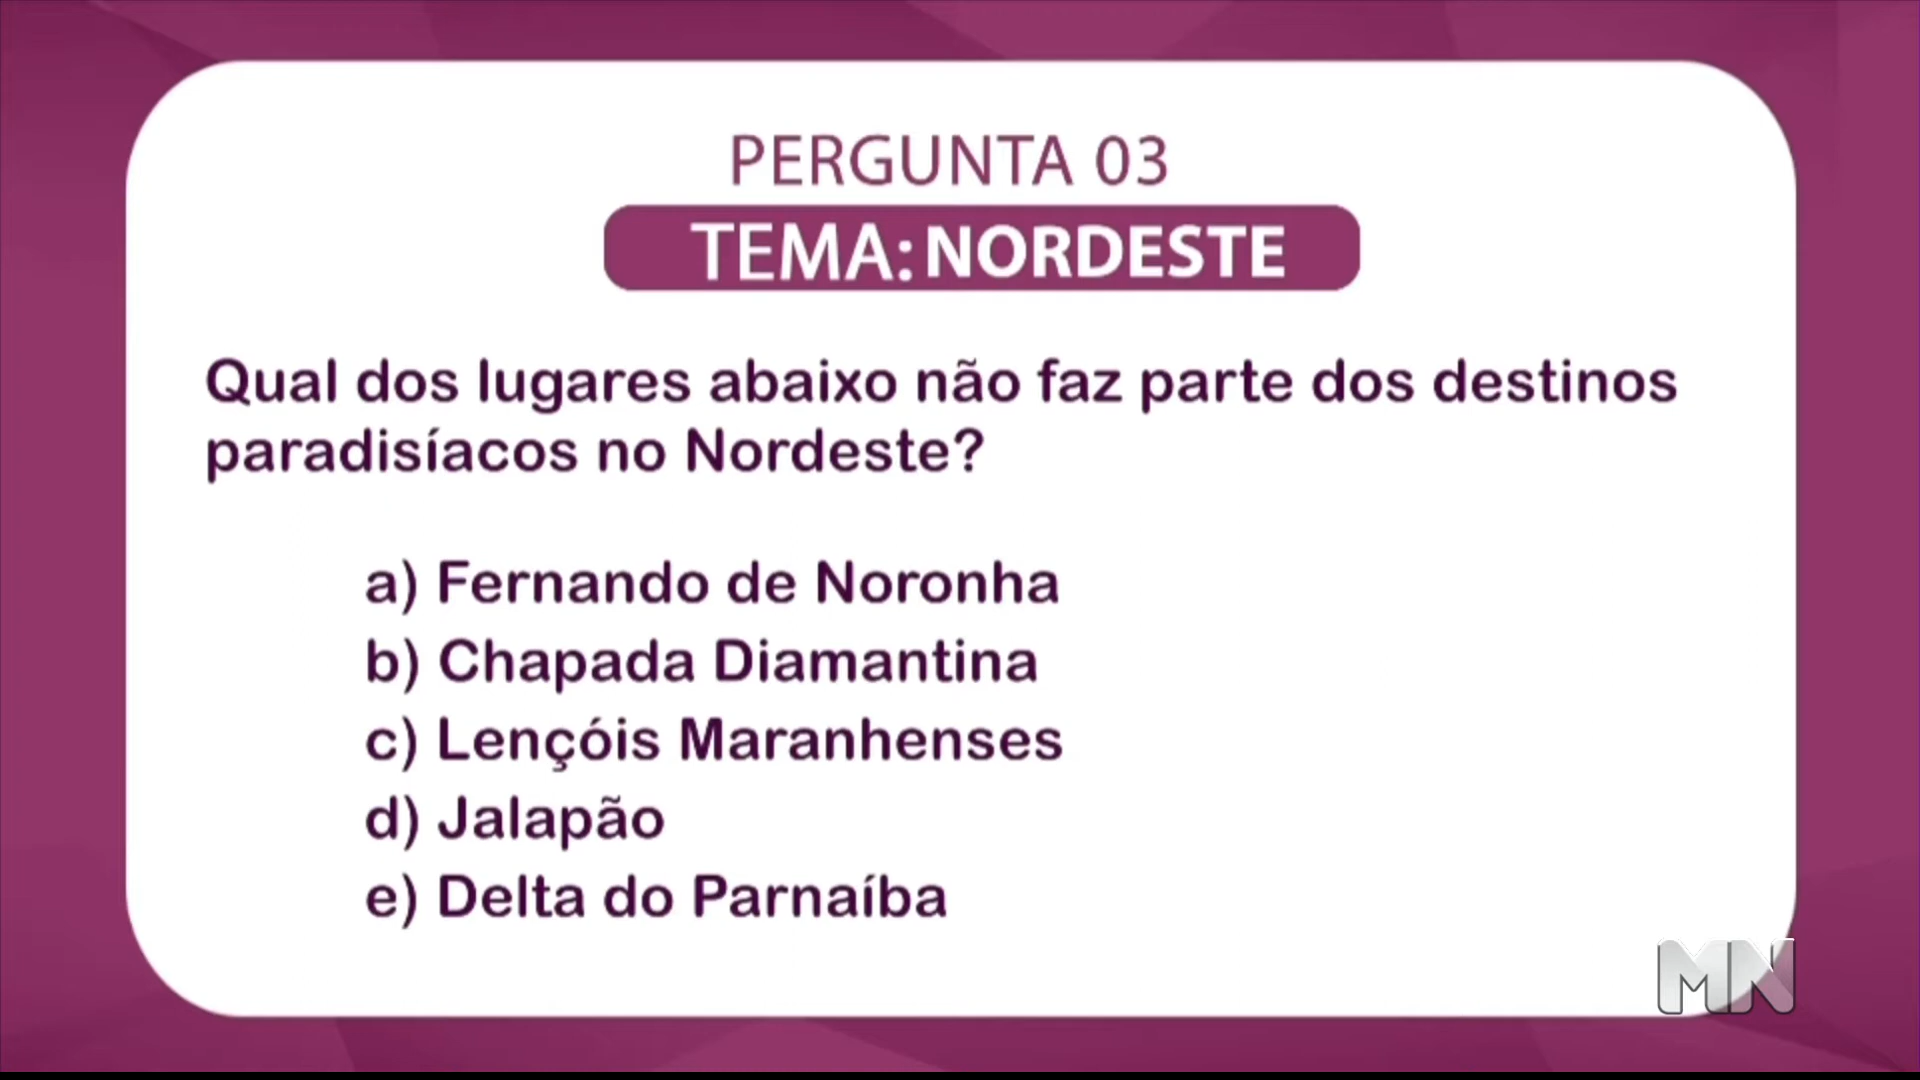 PERGUNTA 03
TEMA: NORDESTE
Qual dos lugares abaixo não faz parte dos destinos
paradisíacos no Nordeste?
a) Fernando de Noronha
b) Chapada Diamantina
c) Lençóis Maranhenses
d) Jalapão
e) Delta do Parnaíba
MN